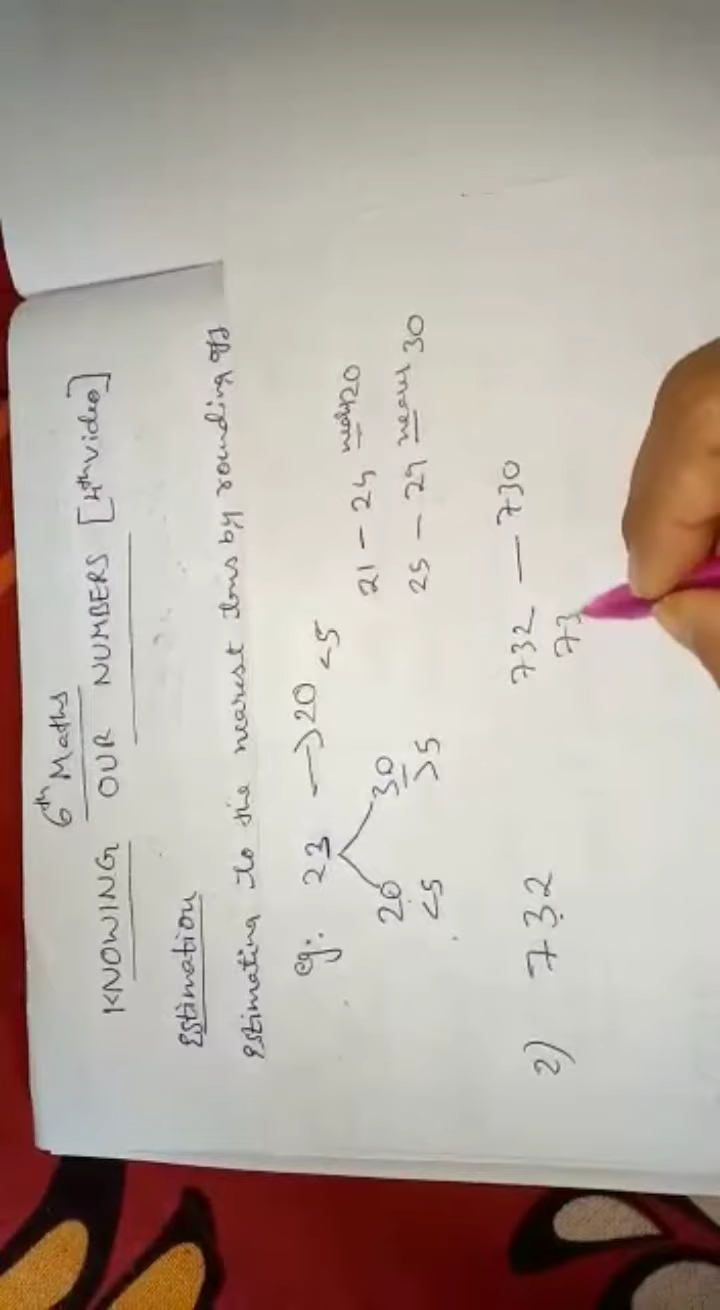 6th Maths
KNOWING OUR NUMBERS [4th video]
Estimation
Estimating to the nearest tens by rounding off
eg: 23 → 20 <5
20 30 21 – 24 near 20
<5 >5 25 – 29 near 30
2) 732 732 — 730
73